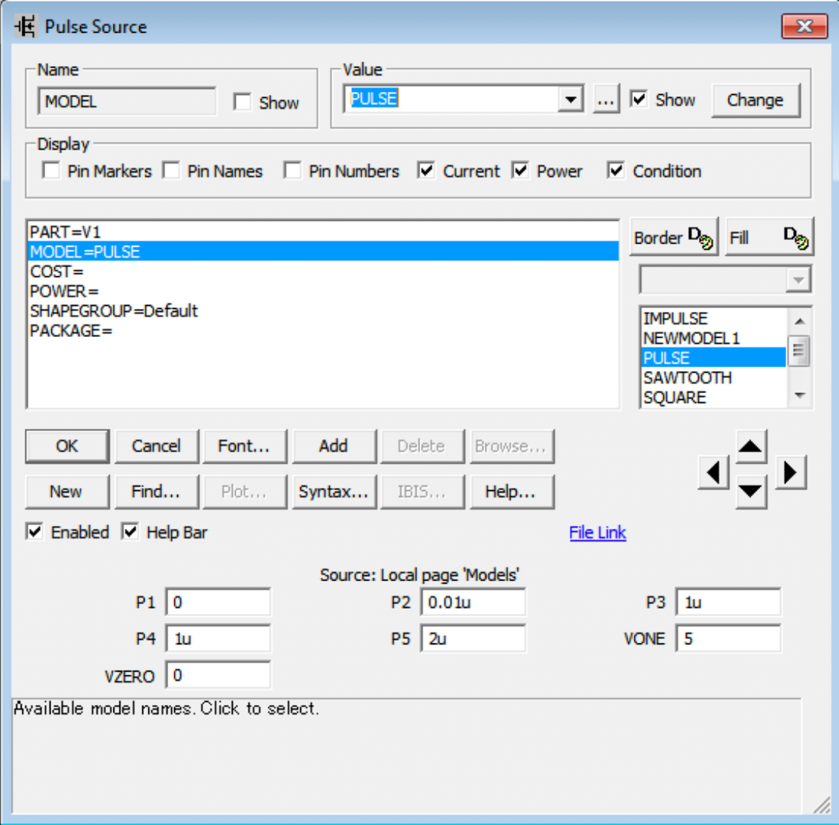 Pulse Source
Name
MODEL
Show
Value
PULSE
...
Show
Change
Display
Pin Markers
Pin Names
Pin Numbers
Current
Power
Condition
PART=V1
MODEL=PULSE
COST=
POWER=
SHAPEGROUP=Default
PACKAGE=
Border
Fill
IMPULSE
NEWMODEL1
PULSE
SAWTOOTH
SQUARE
OK
Cancel
Font...
Add
Delete
Browse...
New
Find...
Plot...
Syntax...
IBIS...
Help...
Enabled
Help Bar
File Link
Source: Local page 'Models'
P1 0
P2 0.01u
P3 1u
P4 1u
P5 2u
VONE 5
VZERO 0
Available model names. Click to select.